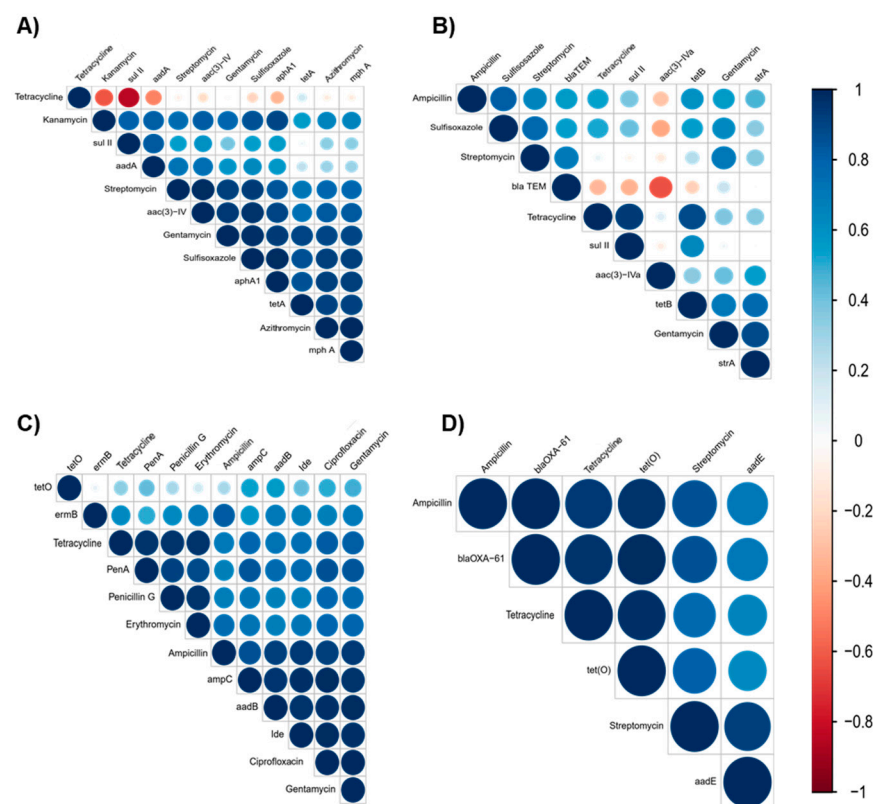 A)
Tetracycline
Kanamycin
sul II
aadA
Streptomycin
aac(3)-IV
Gentamycin
Sulfisoxazole
aphA1
tetA
Azithromycin
mph A
Tetracycline
Kanamycin
sul II
aadA
Streptomycin
aac(3)-IV
Gentamycin
Sulfisoxazole
aphA1
tetA
Azithromycin
mph A
B)
Ampicillin
Sulfisosazole
Streptomycin
blaTEM
Tetracycline
sul II
aac(3)-IVa
tetB
Gentamycin
strA
Ampicillin
Sulfisoxazole
Streptomycin
bla TEM
Tetracycline
sul II
aac(3)-IVa
tetB
Gentamycin
strA
C)
tetO
ermB
Tetracycline
PenA
Penicillin G
Erythromycin
Ampicillin
ampC
aadB
Ide
Ciprofloxacin
Gentamycin
tetO
ermB
Tetracycline
PenA
Penicillin G
Erythromycin
Ampicillin
ampC
aadB
Ide
Ciprofloxacin
Gentamycin
D)
Ampicillin
blaOXA-61
Tetracycline
tet(O)
Streptomycin
aadE
Ampicillin
blaOXA-61
Tetracycline
tet(O)
Streptomycin
aadE
1
0.8
0.6
0.4
0.2
0
-0.2
-0.4
-0.6
-0.8
-1